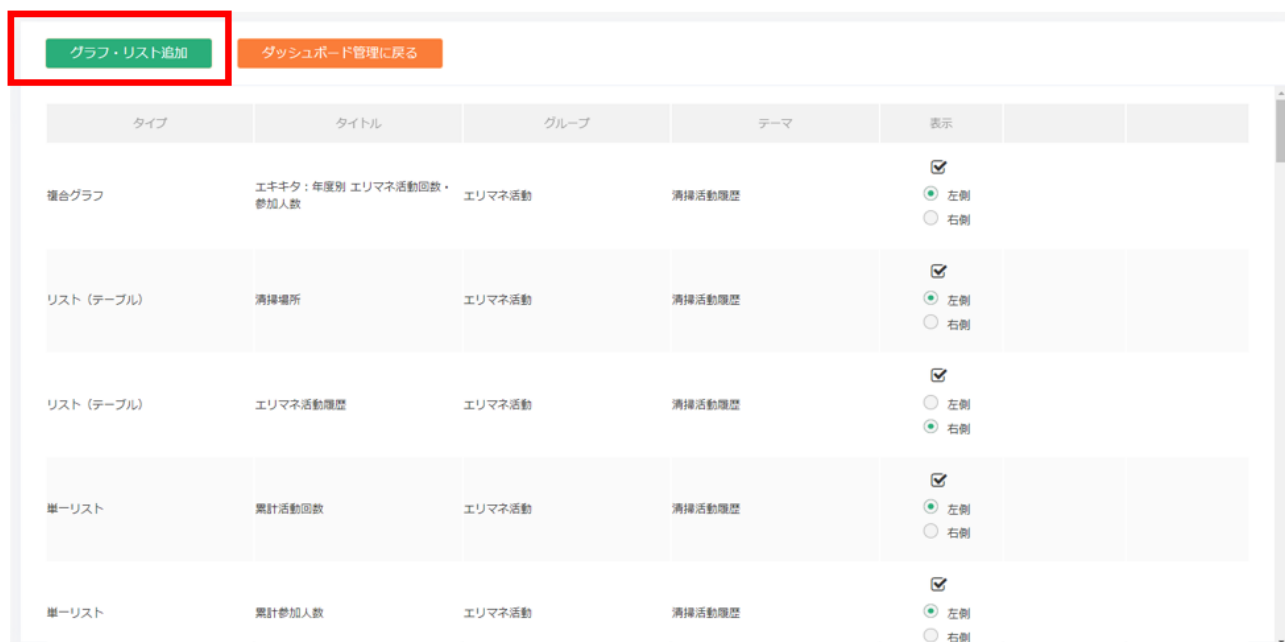 グラフ・リスト追加
ダッシュボード管理に戻る
タイプ タイトル グループ テーマ 表示
複合グラフ
エキキタ：年度別 エリマネ活動回数・
参加人数
エリマネ活動
清掃活動履歴
左側
右側
リスト（テーブル）
清掃場所
エリマネ活動
清掃活動履歴
左側
右側
リスト（テーブル）
エリマネ活動履歴
エリマネ活動
清掃活動履歴
左側
右側
単一リスト
累計活動回数
エリマネ活動
清掃活動履歴
左側
右側
単一リスト
累計参加人数
エリマネ活動
清掃活動履歴
左側
右側